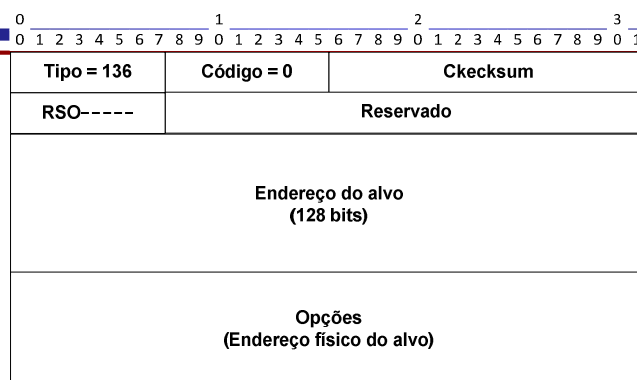 0 1 2 3
0 1 2 3 4 5 6 7 8 9 0 1 2 3 4 5 6 7 8 9 0 1 2 3 4 5 6 7 8 9 0 1
Tipo = 136 Código = 0 Ckecksum
RSO----- Reservado
Endereço do alvo
(128 bits)
Opções
(Endereço físico do alvo)